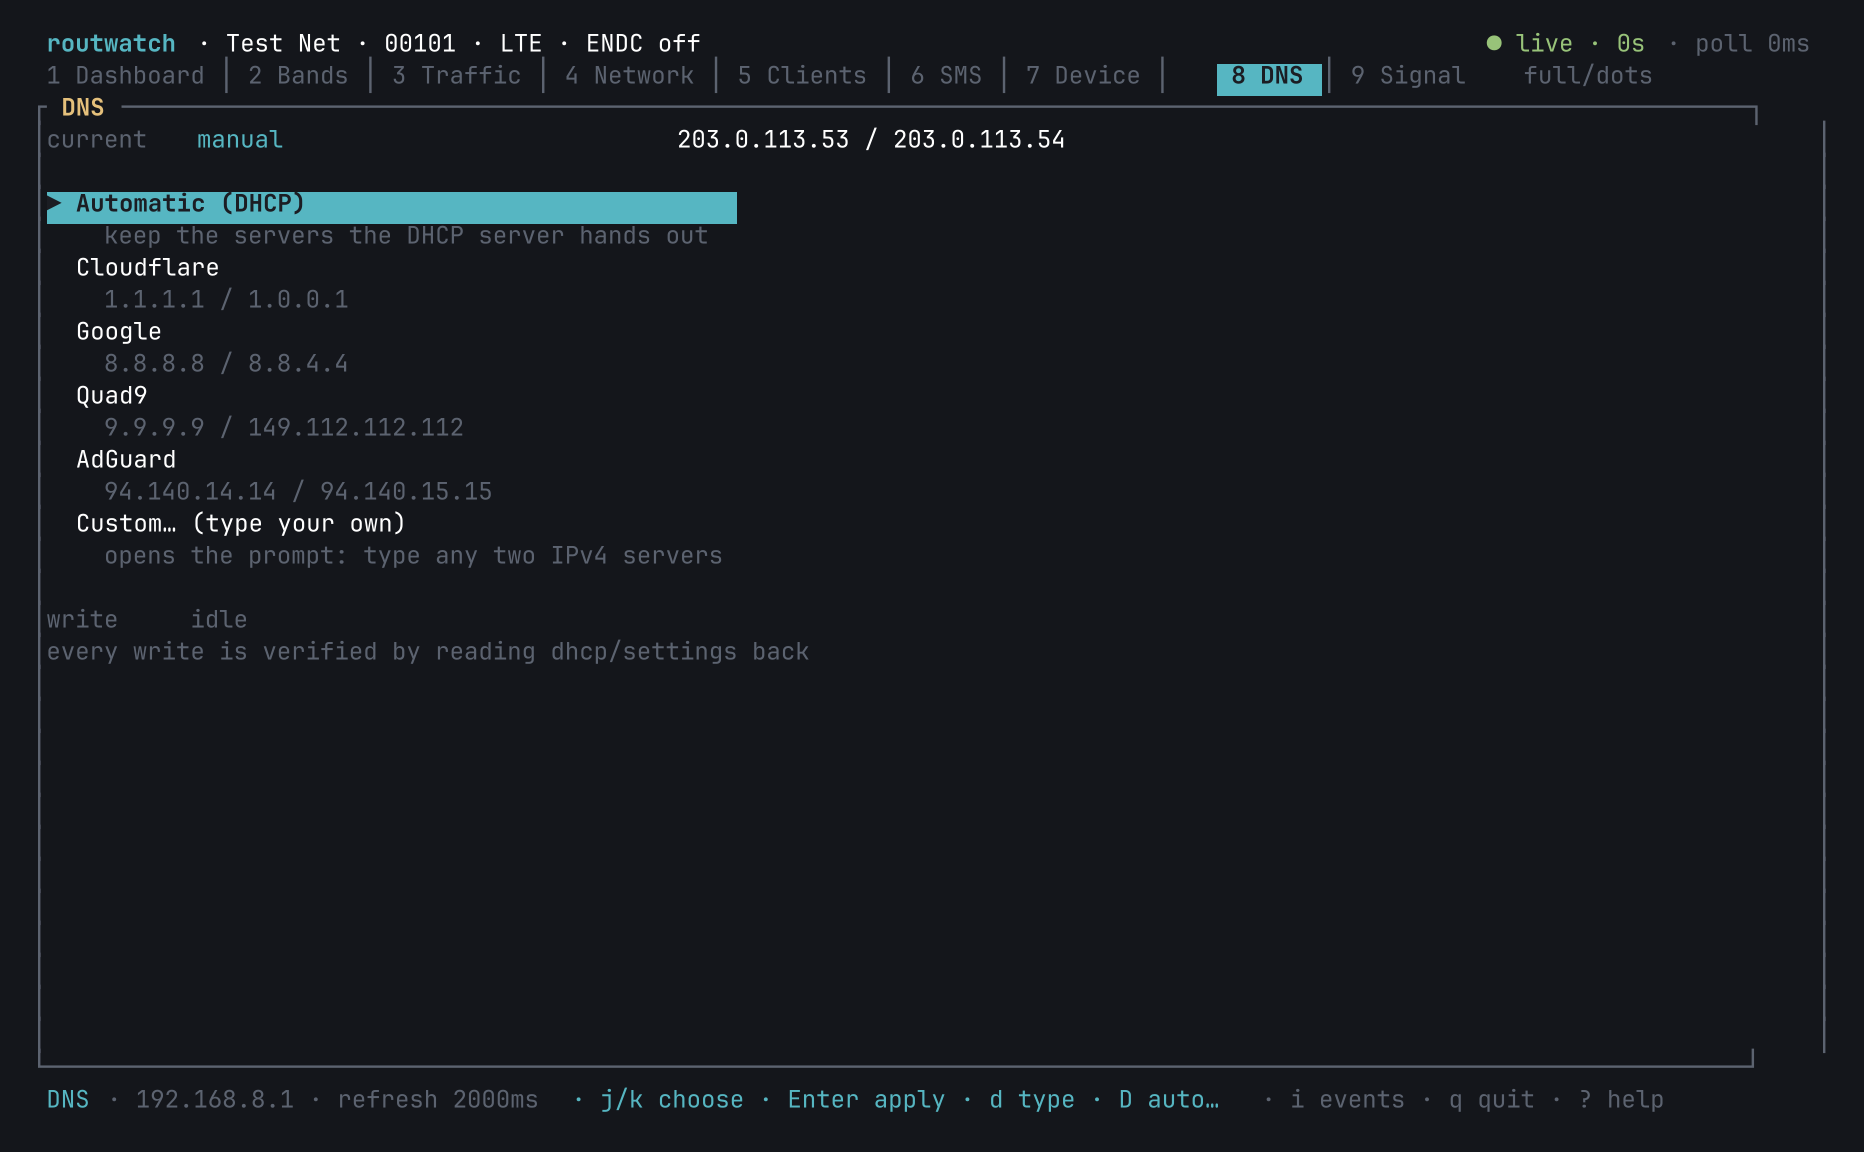 routwatch · Test Net · 00101 · LTE · ENDC off ● live · 0s · poll 0ms
1 Dashboard │ 2 Bands │ 3 Traffic │ 4 Network │ 5 Clients │ 6 SMS │ 7 Device │ 8 DNS │ 9 Signal full/dots
DNS
current manual 203.0.113.53 / 203.0.113.54
▶ Automatic (DHCP)
keep the servers the DHCP server hands out
Cloudflare
1.1.1.1 / 1.0.0.1
Google
8.8.8.8 / 8.8.4.4
Quad9
9.9.9.9 / 149.112.112.112
AdGuard
94.140.14.14 / 94.140.15.15
Custom… (type your own)
opens the prompt: type any two IPv4 servers
write idle
every write is verified by reading dhcp/settings back
DNS · 192.168.8.1 · refresh 2000ms · j/k choose · Enter apply · d type · D auto… · i events · q quit · ? help